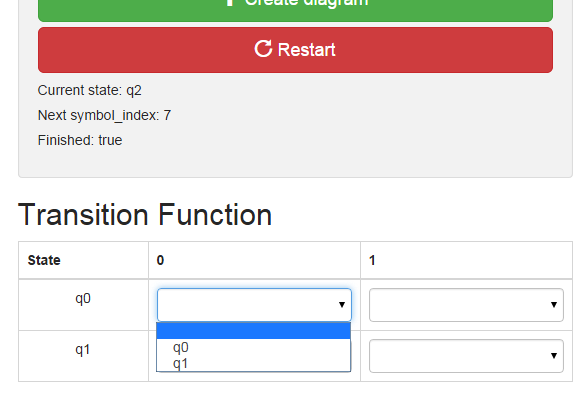 Create diagram
Restart
Current state: q2
Next symbol_index: 7
Finished: true
Transition Function
State 0 1
q0
q0
q1
q1